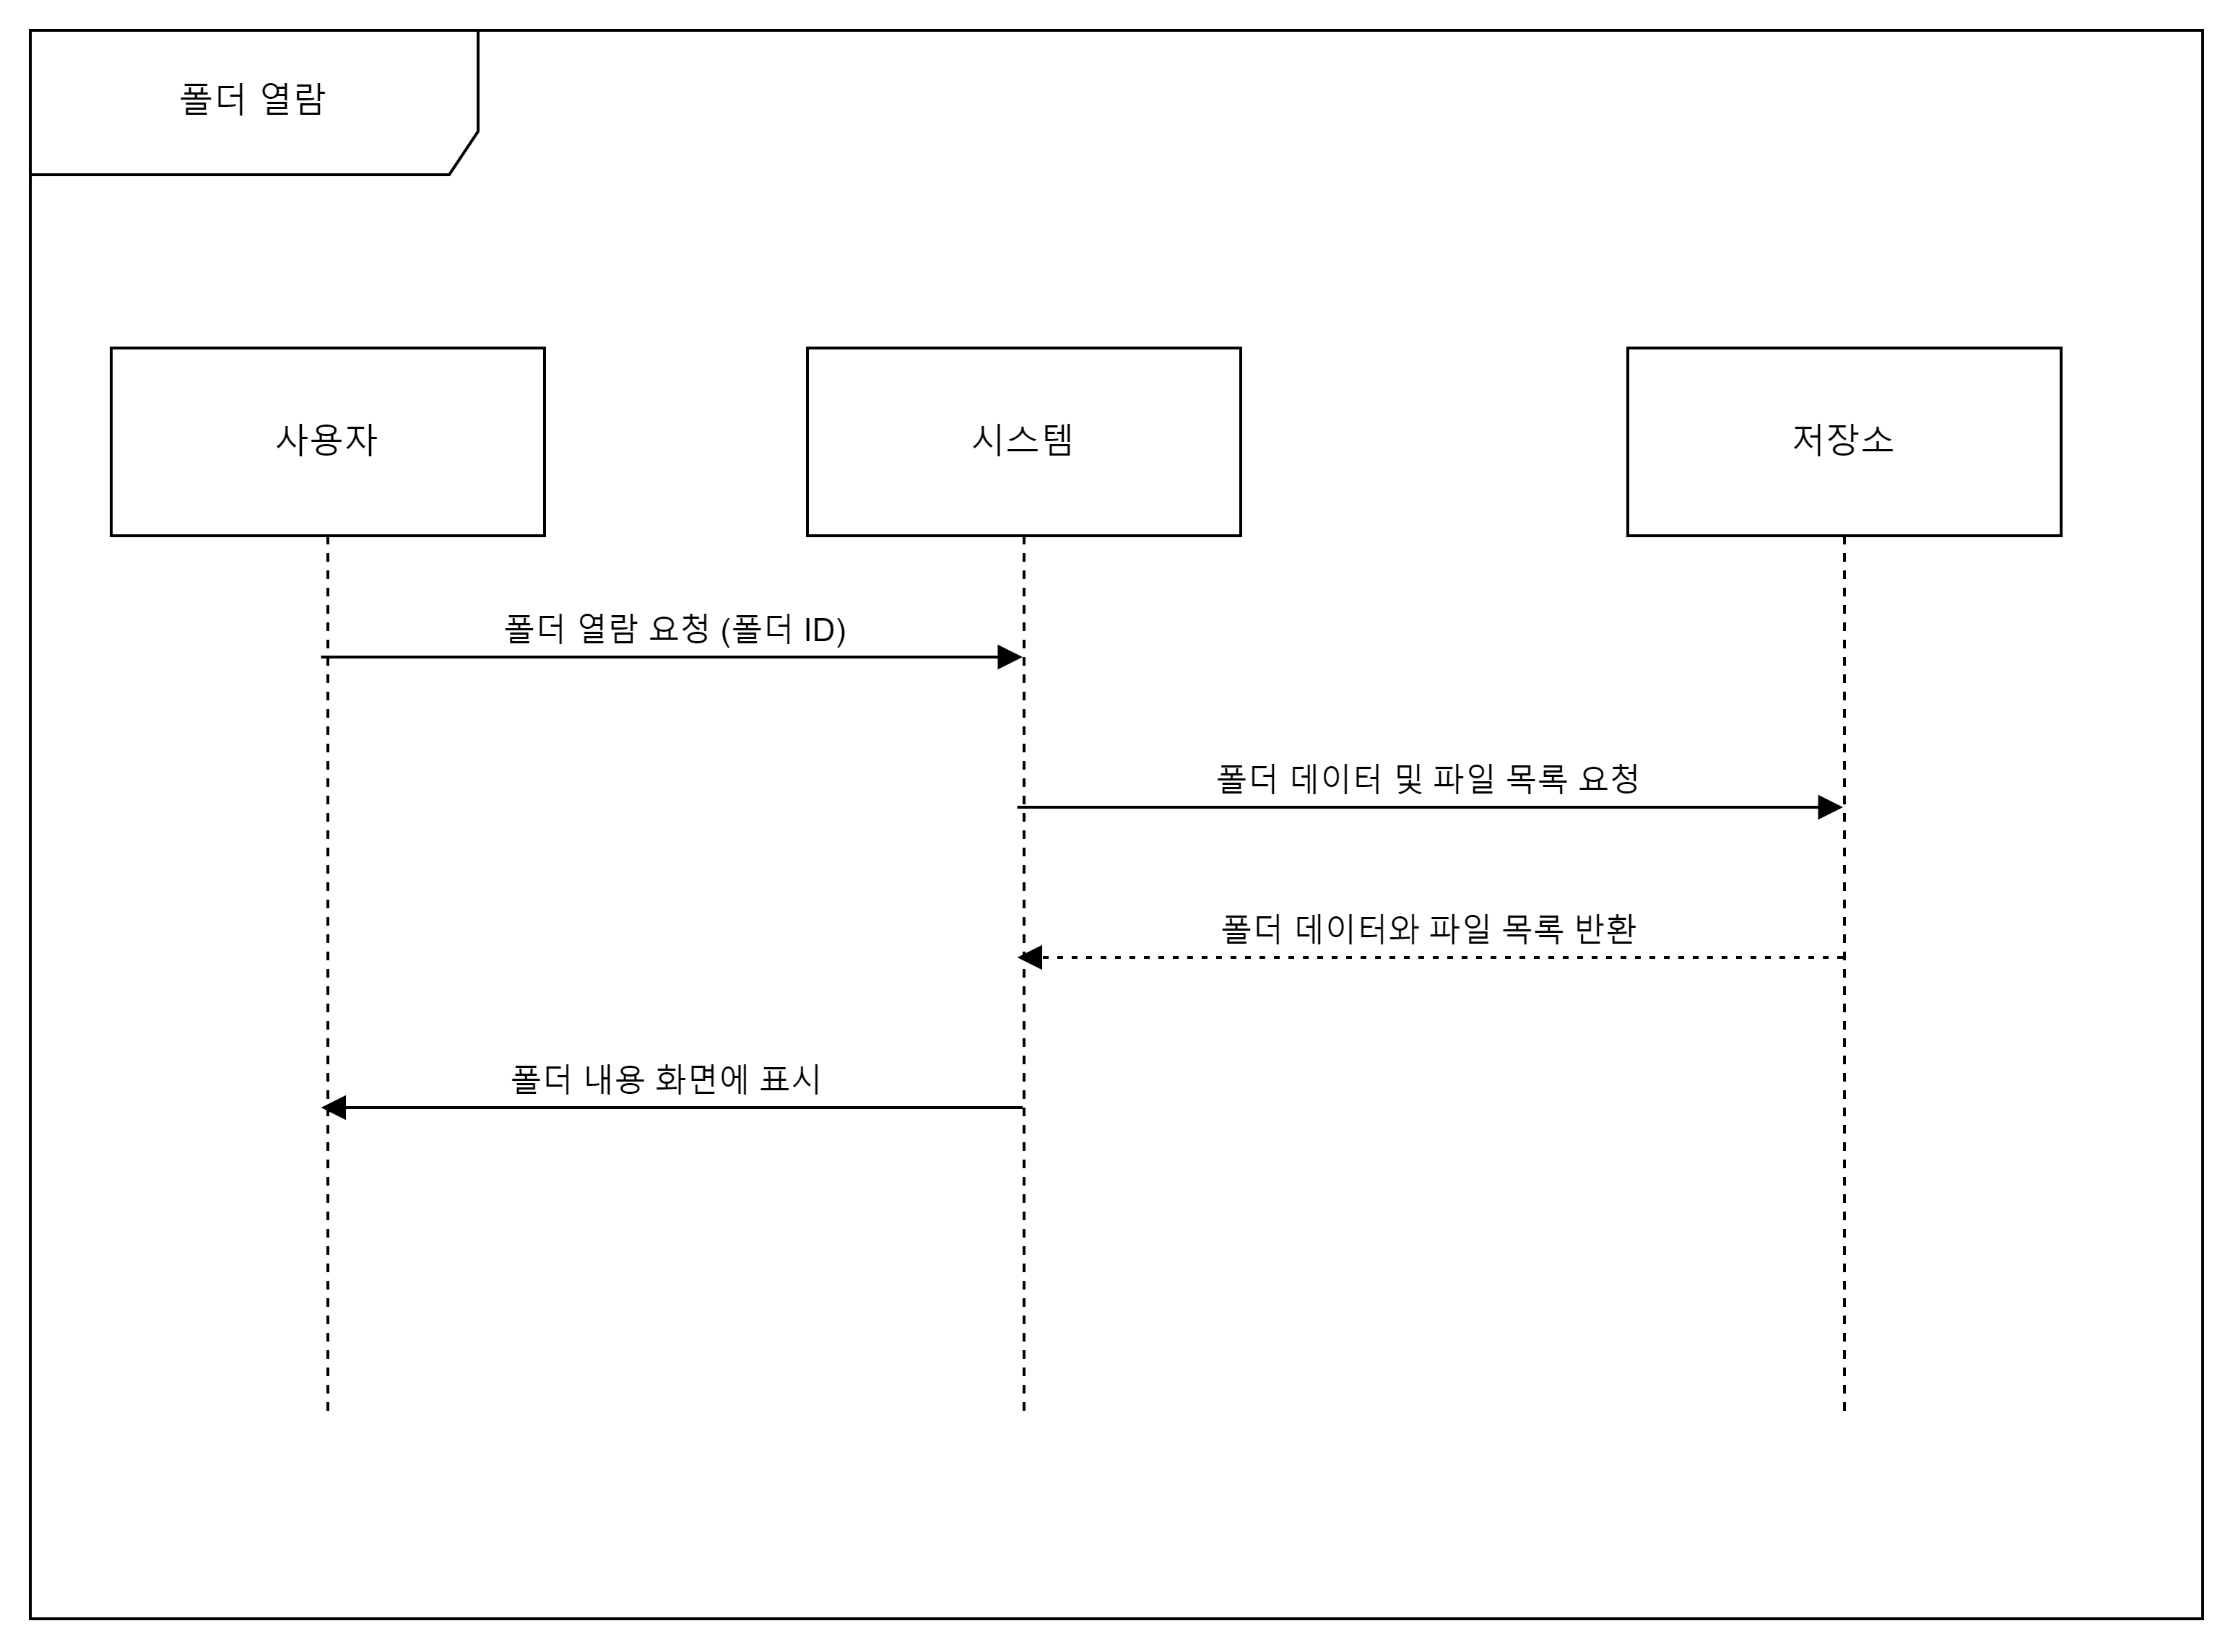 폴더 열람
사용자
시스템
저장소
폴더 열람 요청 (폴더 ID)
폴더 데이터 및 파일 목록 요청
폴더 데이터와 파일 목록 반환
폴더 내용 화면에 표시